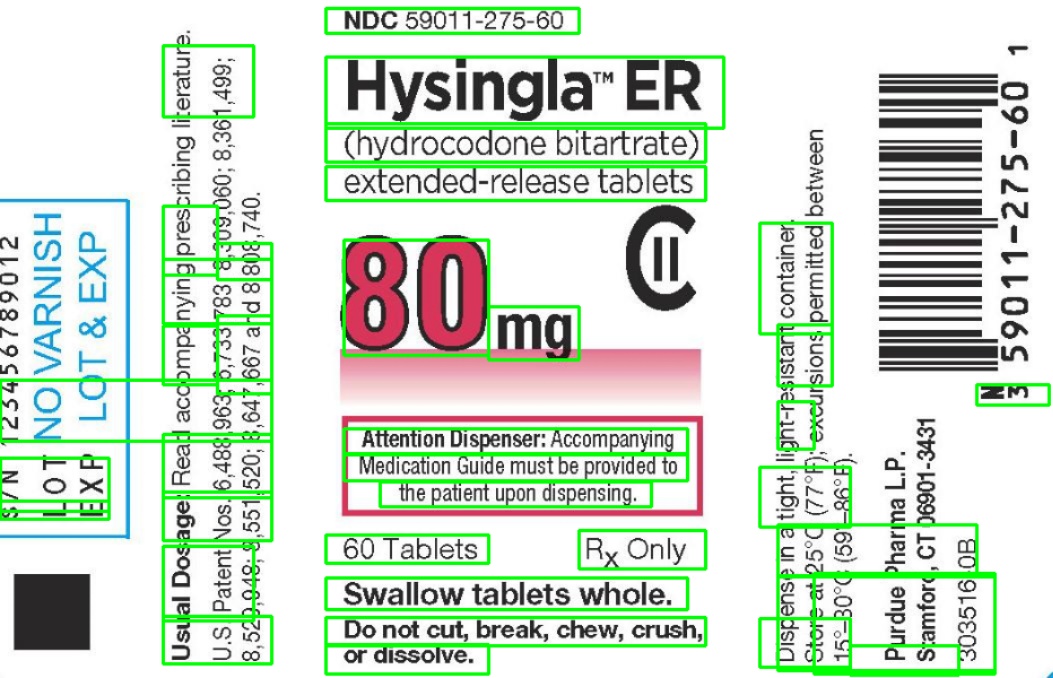 S/N 123456789012
NO VARNISH
LOT & EXP
LOT
EXP
Usual Dosage: Read accompanying prescribing literature.
U.S. Patent Nos. 6,488,963; 6,733,783; 8,309,060; 8,361,499;
8,529,948; 8,551,520; 8,647,667 and 8,808,740.
NDC 59011-275-60
Hysingla™ ER
(hydrocodone bitartrate)
extended-release tablets
CII
80 mg
Attention Dispenser: Accompanying
Medication Guide must be provided to
the patient upon dispensing.
60 Tablets
Rx Only
Swallow tablets whole.
Do not cut, break, chew, crush,
or dissolve.
Dispense in a tight, light-resistant container.
Store at 25°C (77°F); excursions permitted between
15°–30°C (59°–86°F).
Purdue Pharma L.P.
Stamford, CT 06901-3431
N
3 59011-275-60 1